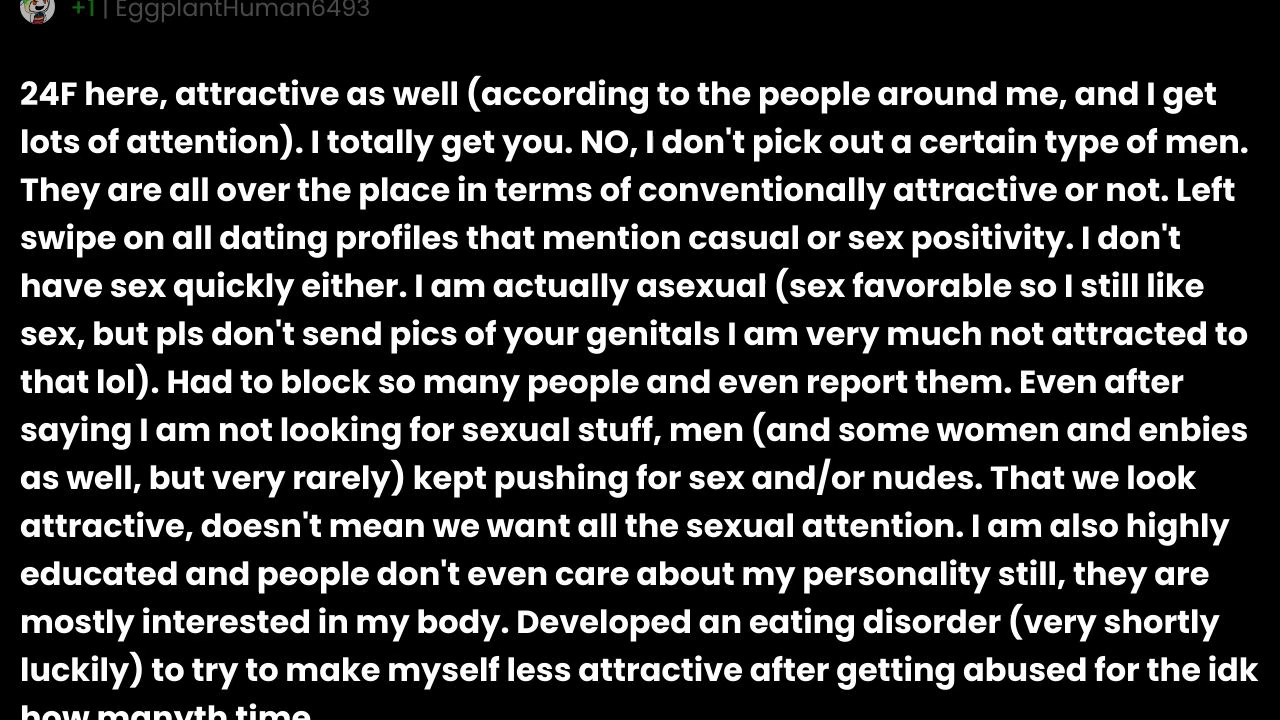 +1 | EggplantHuman6493
24F here, attractive as well (according to the people around me, and I get
lots of attention). I totally get you. NO, I don't pick out a certain type of men.
They are all over the place in terms of conventionally attractive or not. Left
swipe on all dating profiles that mention casual or sex positivity. I don't
have sex quickly either. I am actually asexual (sex favorable so I still like
sex, but pls don't send pics of your genitals I am very much not attracted to
that lol). Had to block so many people and even report them. Even after
saying I am not looking for sexual stuff, men (and some women and enbies
as well, but very rarely) kept pushing for sex and/or nudes. That we look
attractive, doesn't mean we want all the sexual attention. I am also highly
educated and people don't even care about my personality still, they are
mostly interested in my body. Developed an eating disorder (very shortly
luckily) to try to make myself less attractive after getting abused for the idk
how manyth time.